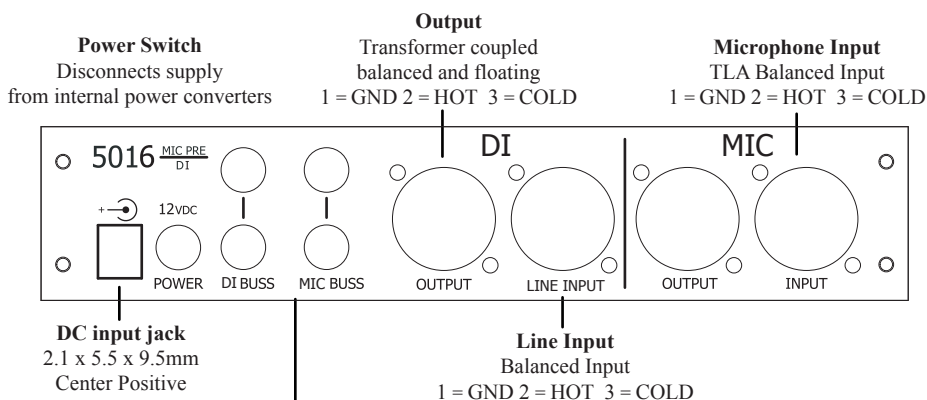 Power Switch
Disconnects supply
from internal power converters
Output
Transformer coupled
balanced and floating
1 = GND 2 = HOT 3 = COLD
Microphone Input
TLA Balanced Input
1 = GND 2 = HOT 3 = COLD
5016 MIC PRE
DI
DI
MIC
+
12VDC
POWER
DI BUSS
MIC BUSS
OUTPUT
LINE INPUT
OUTPUT
INPUT
DC input jack
2.1 x 5.5 x 9.5mm
Center Positive
Line Input
Balanced Input
1 = GND 2 = HOT 3 = COLD